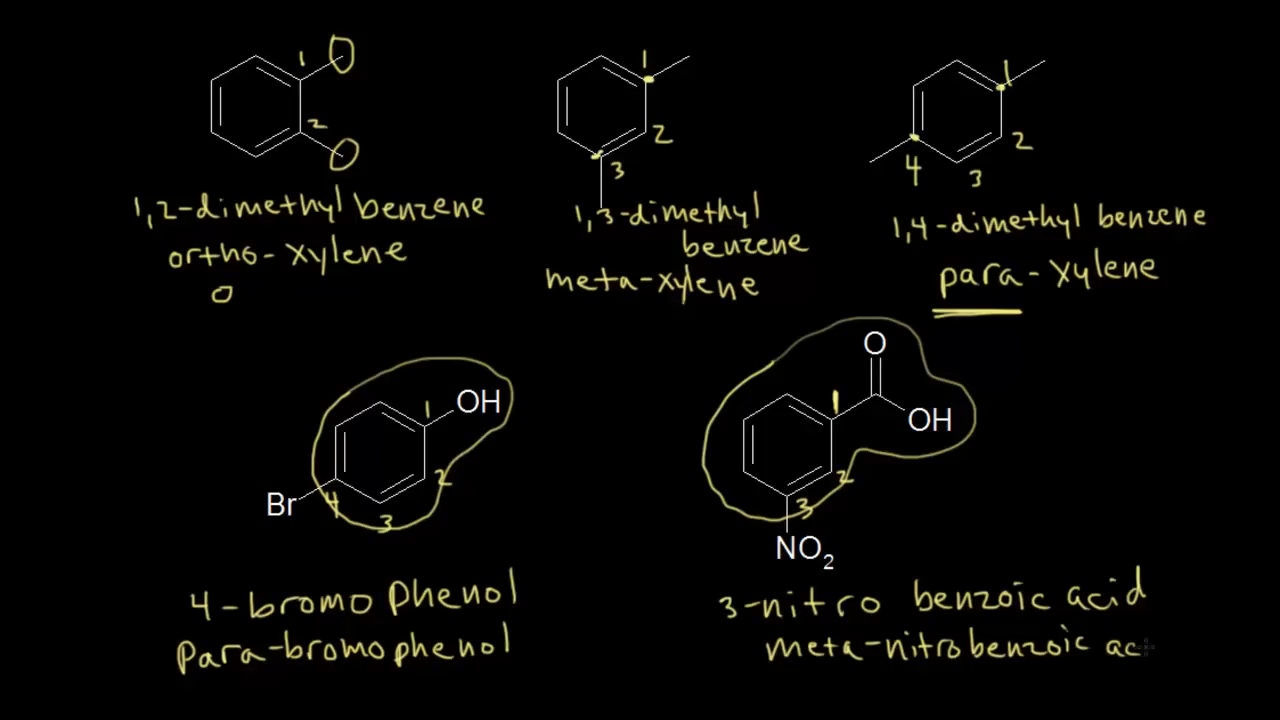 1
2
1,2-dimethyl benzene
ortho-xylene
o
1
2
3
1,3-dimethyl
benzene
meta-xylene
1
2
3
4
1,4-dimethyl benzene
para-xylene
OH
1
2
3
4
Br
4-bromo phenol
para-bromophenol
O
OH
1
2
3
NO2
3-nitro benzoic acid
meta-nitrobenzoic ac